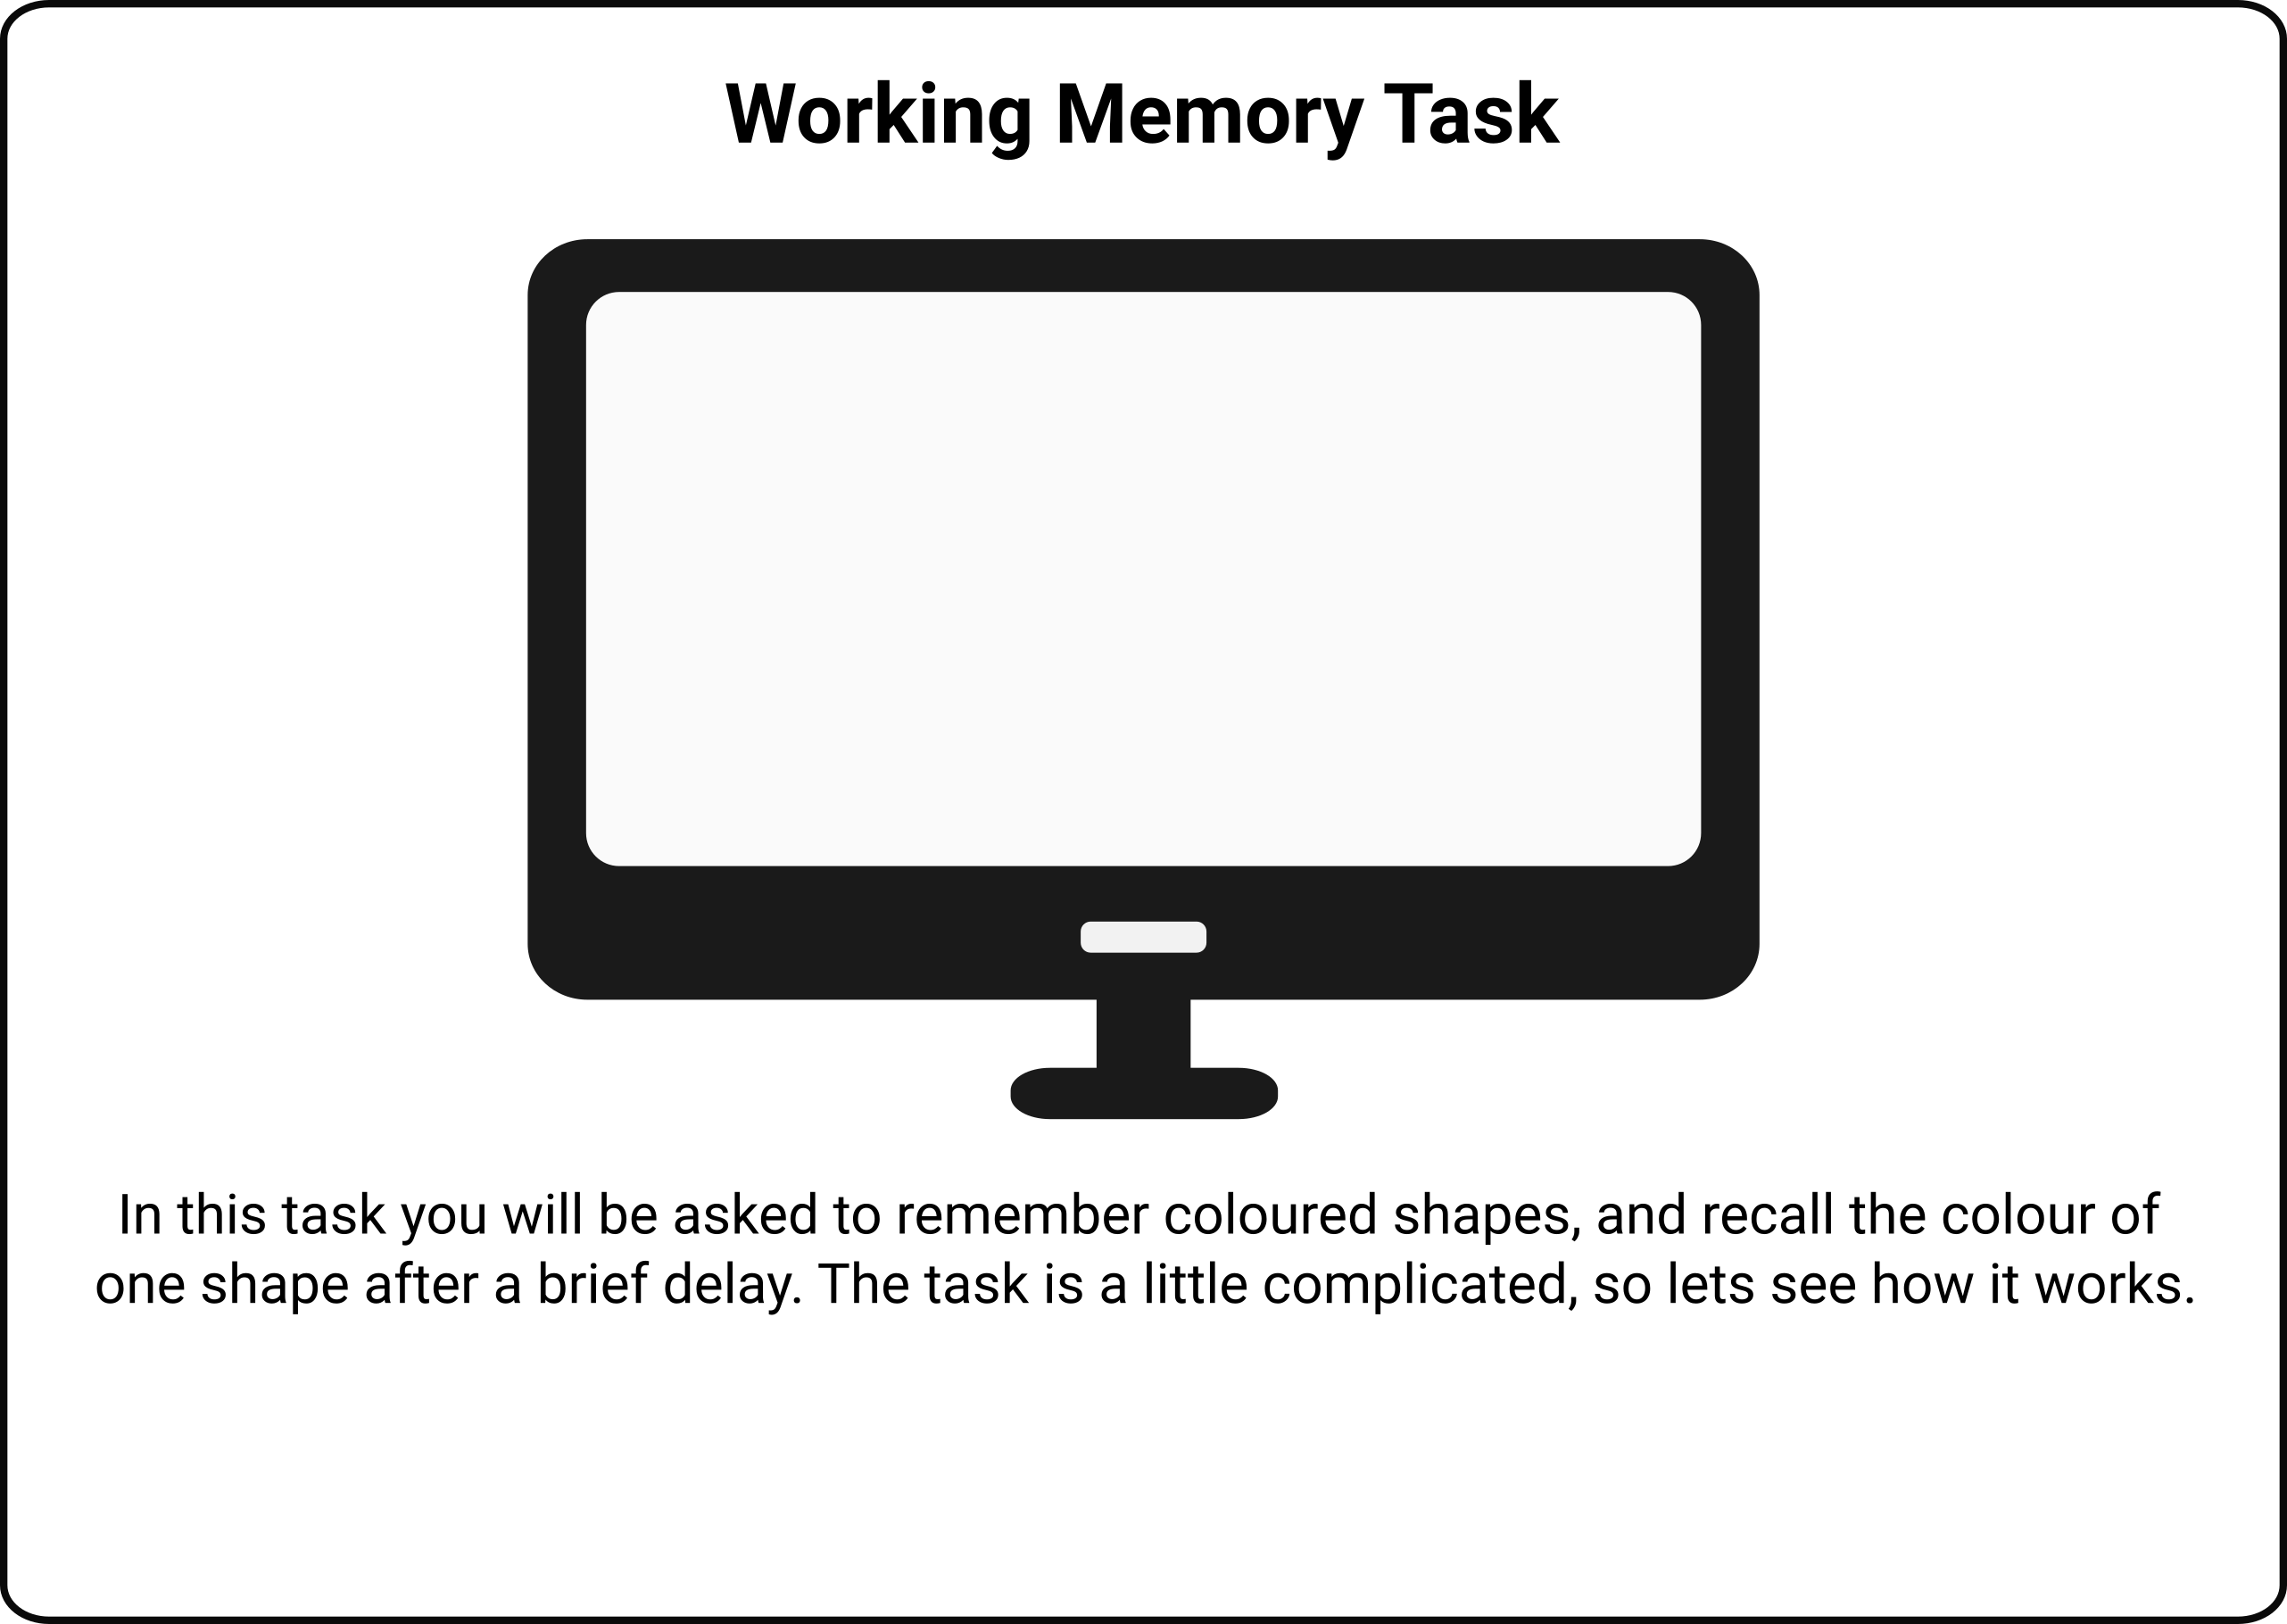 Working Memory Task
In this task you will be asked to remember coloured shapes, and recall the colour of
one shape after a brief delay. The task is a little complicated, so lets see how it works.